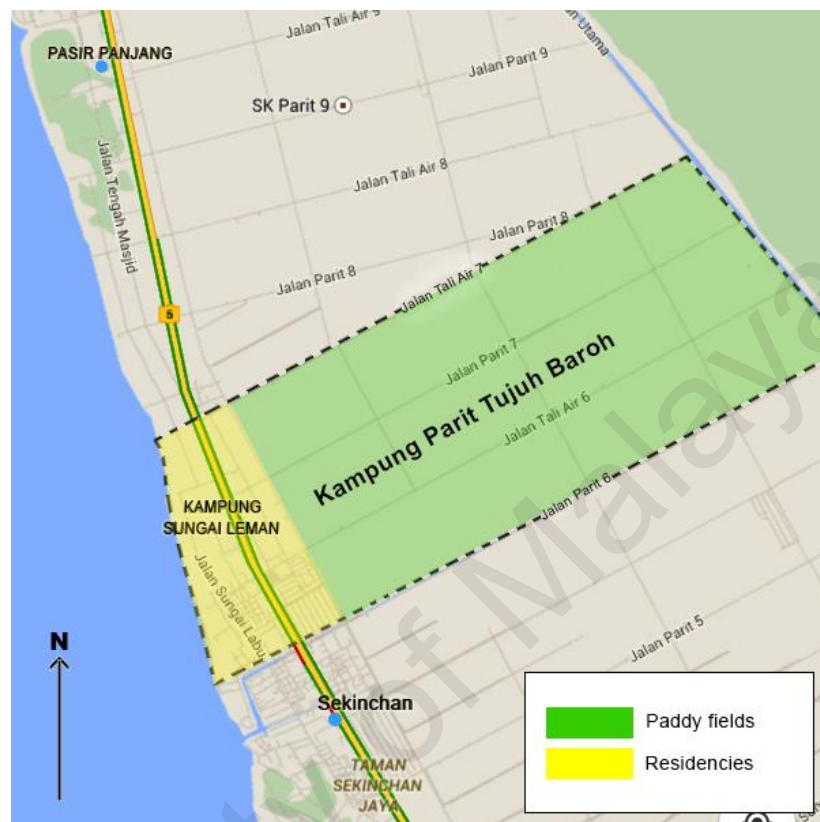 Jalan Tali Air 9
Utama
PASIR PANJANG
Jalan Parit 9
SK Parit 9
Jalan Tengah Masjid
Jalan Tali Air 8
Jalan Parit 8
Jalan Parit 8
Jalan Tali Air 7
5
Jalan Parit 7
Kampung Parit Tujuh Baroh
Jalan Tali Air 6
KAMPUNG
SUNGAI LEMAN
Jalan Parit 6
Jalan Sungai Labu
Jalan Parit 5
N
Sekinchan
TAMAN
SEKINCHAN
JAYA
Paddy fields
Residencies
of Malaya